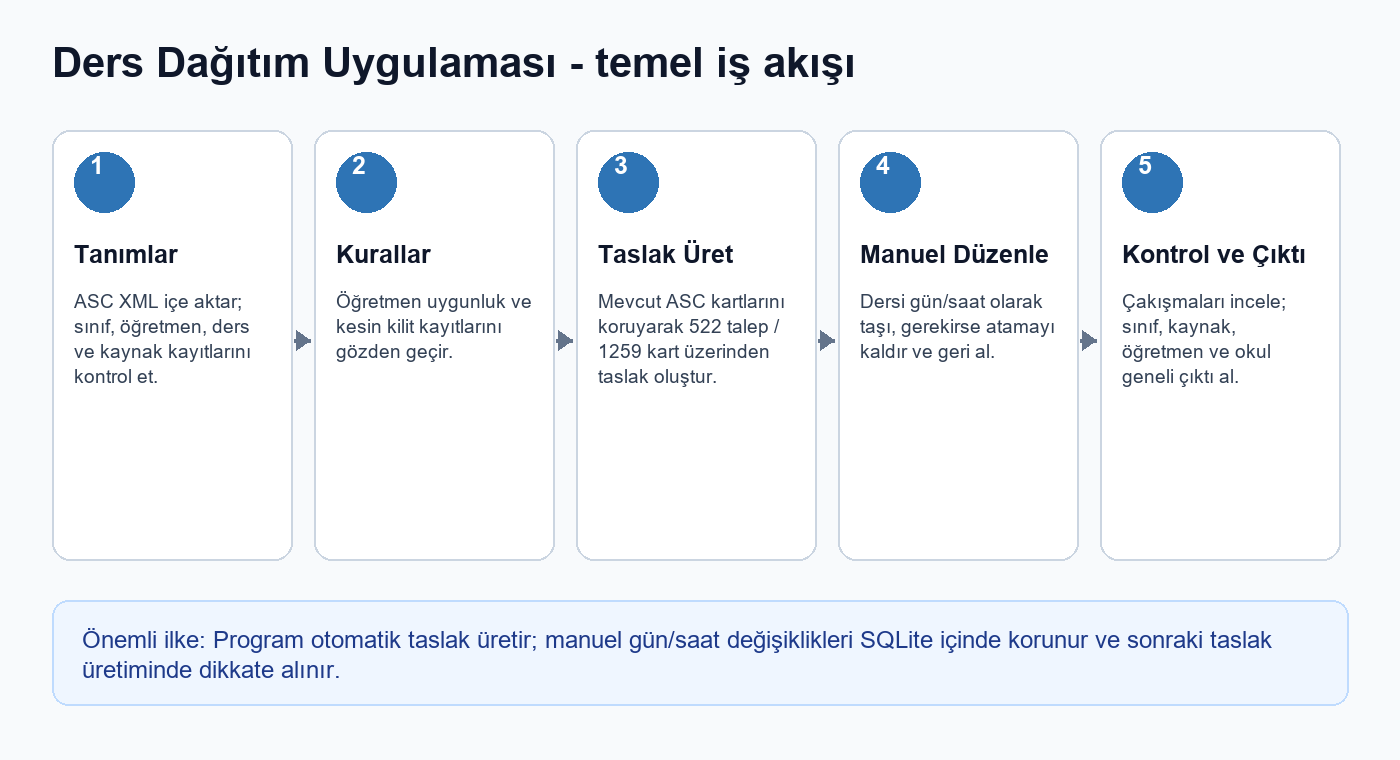 Ders Dağıtım Uygulaması - temel iş akışı
1
Tanımlar
ASC XML içe aktar;
sınıf, öğretmen, ders
ve kaynak kayıtlarını
kontrol et.
2
Kurallar
Öğretmen uygunluk ve
kesin kilit kayıtlarını
gözden geçir.
3
Taslak Üret
Mevcut ASC kartlarını
koruyarak 522 talep /
1259 kart üzerinden
taslak oluştur.
4
Manuel Düzenle
Dersi gün/saat olarak
taşı, gerekirse atamayı
kaldır ve geri al.
5
Kontrol ve Çıktı
Çakışmaları incele;
sınıf, kaynak,
öğretmen ve okul
geneli çıktı al.
Önemli ilke: Program otomatik taslak üretir; manuel gün/saat değişiklikleri SQLite içinde korunur ve sonraki taslak
üretiminde dikkate alınır.